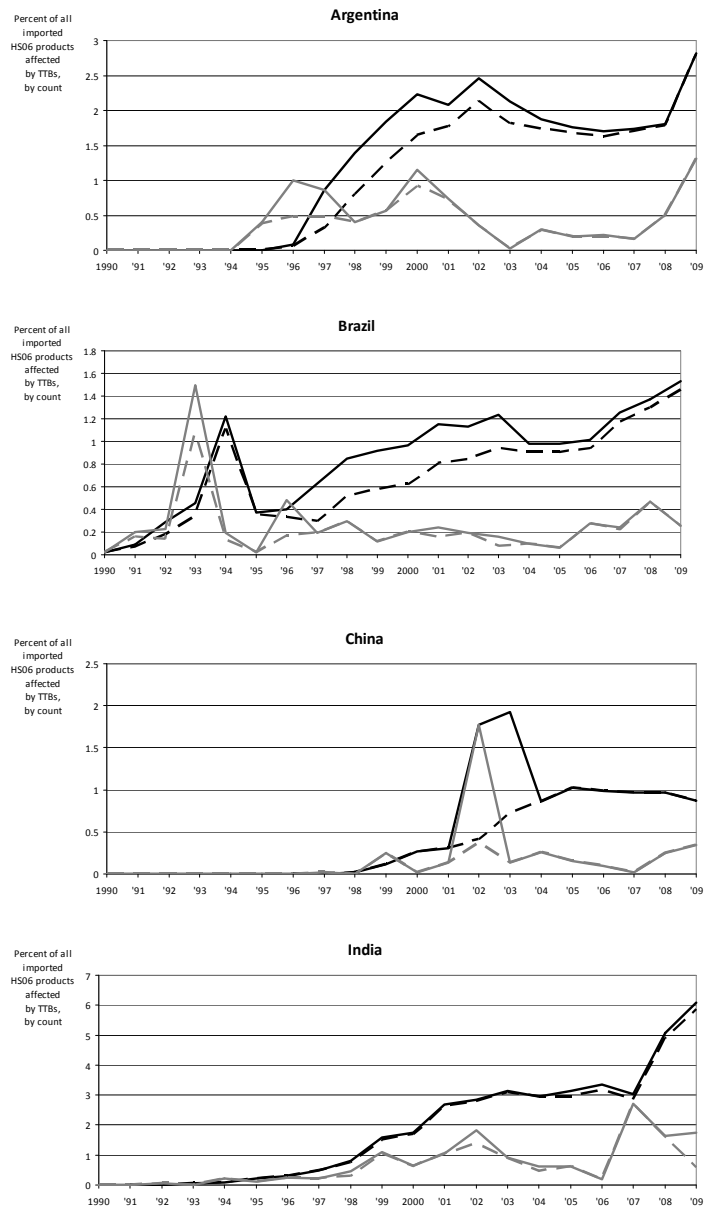 Argentina
Percent of all
imported
HS06 products
affected
by TTBs,
by count
3
2.5
2
1.5
1
0.5
0
1990 '91 '92 '93 '94 '95 '96 '97 '98 '99 2000 '01 '02 '03 '04 '05 '06 '07 '08 '09
Brazil
Percent of all
imported
HS06 products
affected
by TTBs,
by count
1.8
1.6
1.4
1.2
1
0.8
0.6
0.4
0.2
0
1990 '91 '92 '93 '94 '95 '96 '97 '98 '99 2000 '01 '02 '03 '04 '05 '06 '07 '08 '09
China
Percent of all
imported
HS06 products
affected
by TTBs,
by count
2.5
2
1.5
1
0.5
0
1990 '91 '92 '93 '94 '95 '96 '97 '98 '99 2000 '01 '02 '03 '04 '05 '06 '07 '08 '09
India
Percent of all
imported
HS06 products
affected
by TTBs,
by count
7
6
5
4
3
2
1
0
1990 '91 '92 '93 '94 '95 '96 '97 '98 '99 2000 '01 '02 '03 '04 '05 '06 '07 '08 '09